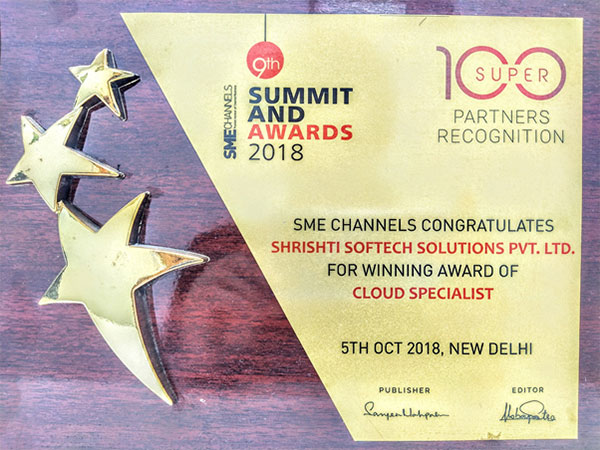 9th
SME CHANNELS
SUMMIT
AND
AWARDS
2018
100
SUPER
PARTNERS
RECOGNITION
SME CHANNELS CONGRATULATES
SHRISHTI SOFTECH SOLUTIONS PVT. LTD.
FOR WINNING AWARD OF
CLOUD SPECIALIST
5TH OCT 2018, NEW DELHI
PUBLISHER
EDITOR